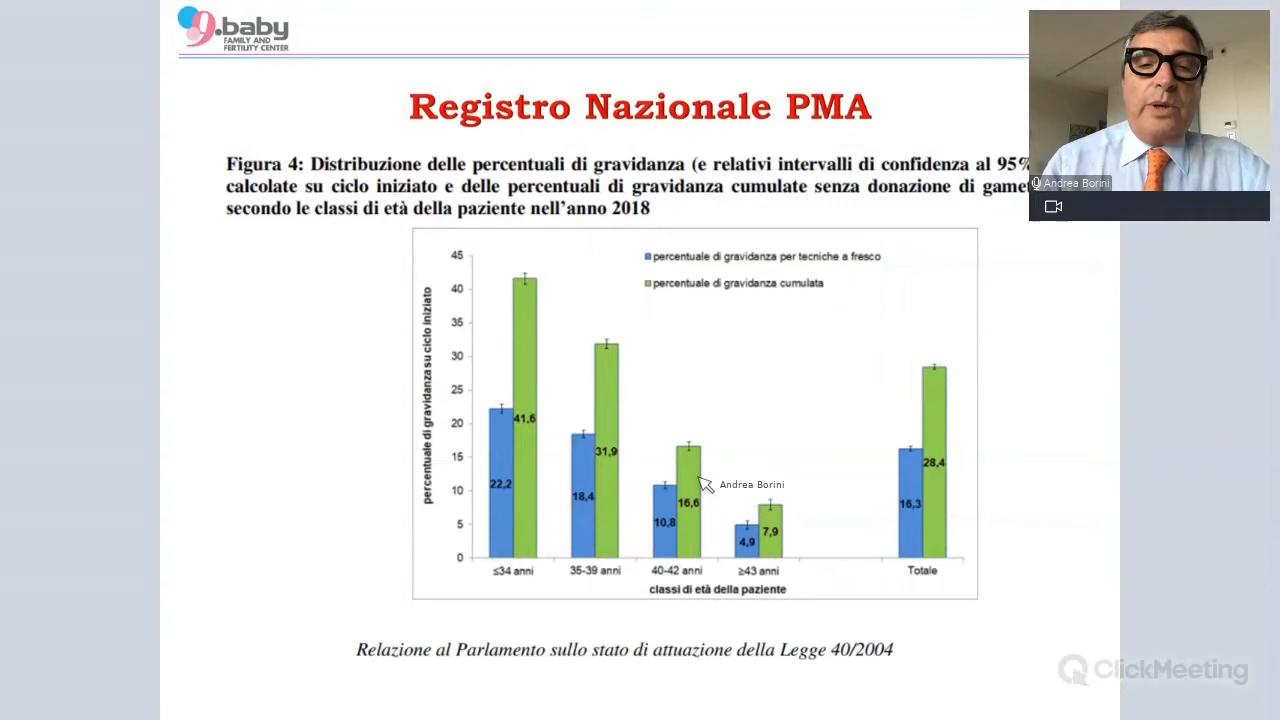 9.baby
FAMILY AND
FERTILITY CENTER
Registro Nazionale PMA
Figura 4: Distribuzione delle percentuali di gravidanza (e relativi intervalli di confidenza al 95%
calcolate su ciclo iniziato e delle percentuali di gravidanza cumulate senza donazione di
secondo le classi di età della paziente nell'anno 2018
percentuale di gravidanza per tecniche a fresco
percentuale di gravidanza cumulata
percentuale di gravidanza su ciclo iniziato
45
40
35
30
25
20
15
10
5
0
22,2
41,6
18,4
31,9
10,8
16,6
4,9
7,9
16,3
28,4
≤34 anni
35-39 anni
40-42 anni
≥43 anni
Totale
classi di età della paziente
Andrea Borini
Relazione al Parlamento sullo stato di attuazione della Legge 40/2004
Andrea Borini
ClickMeeting